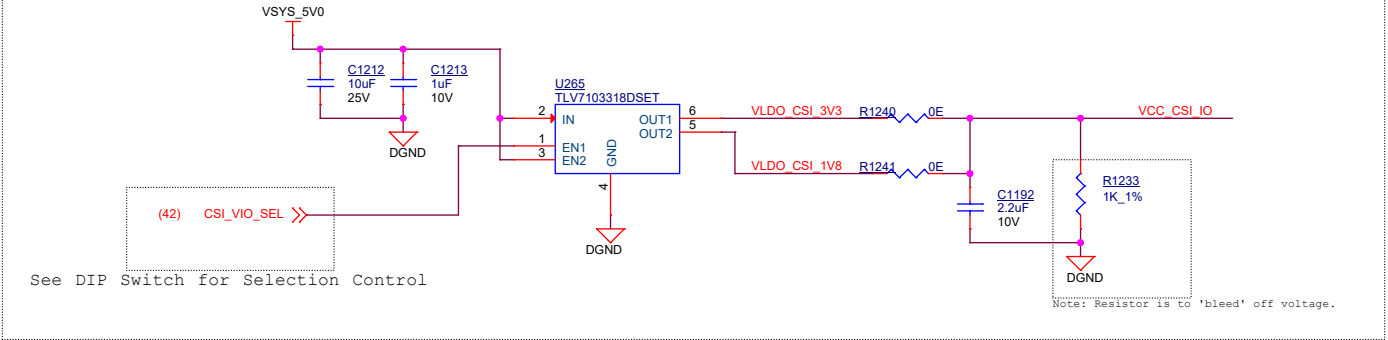 VSYS_5V0
C1212
10uF
25V
C1213
1uF
10V
DGND
U265
TLV7103318DSET
2
IN
1
EN1
3
EN2
GND
4
OUT1
6
OUT2
5
DGND
VLDO_CSI_3V3
R1240
0E
VCC_CSI_IO
VLDO_CSI_1V8
R1241
0E
C1192
2.2uF
10V
R1233
1K_1%
DGND
Note: Resistor is to 'bleed' off voltage.
(42) CSI_VIO_SEL
See DIP Switch for Selection Control